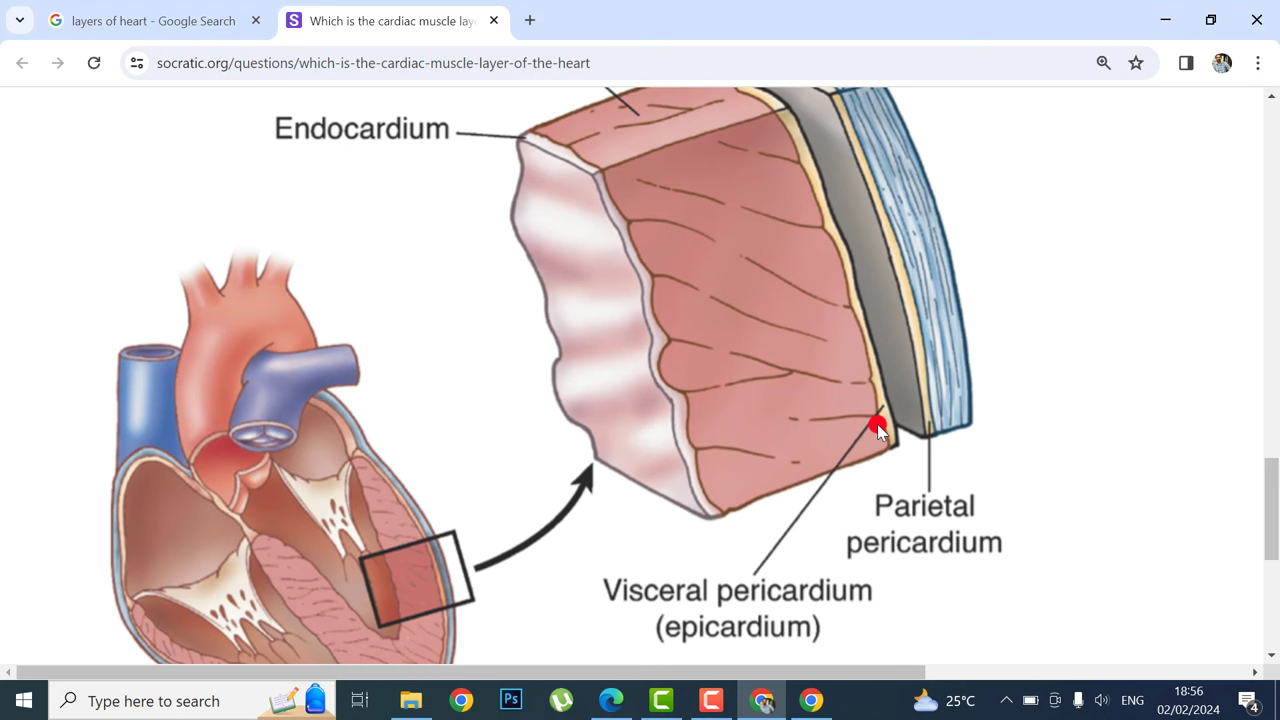 layers of heart - Google Search
Which is the cardiac muscle lay
socratic.org/questions/which-is-the-cardiac-muscle-layer-of-the-heart
Endocardium
Parietal
pericardium
Visceral pericardium
(epicardium)
Type here to search
Ps
25°C
ENG
18:56
02/02/2024
4